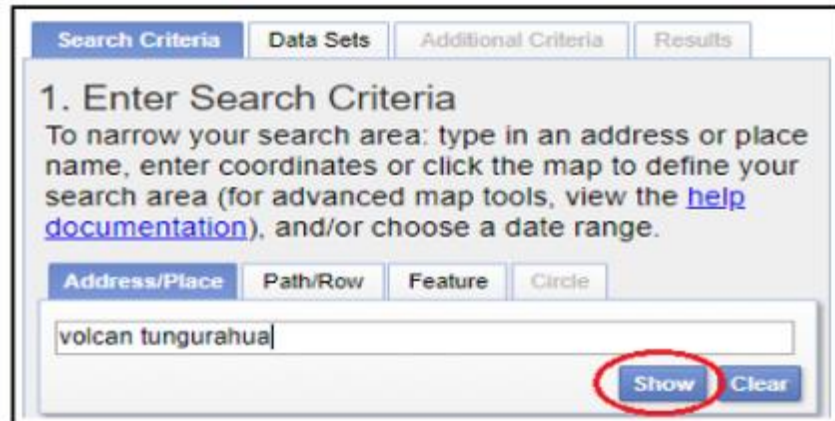 Search Criteria Data Sets Additional Criteria Results
1. Enter Search Criteria
To narrow your search area: type in an address or place
name, enter coordinates or click the map to define your
search area (for advanced map tools, view the help
documentation), and/or choose a date range.
Address/Place Path/Row Feature Circle
volcan tungurahua
Show Clear